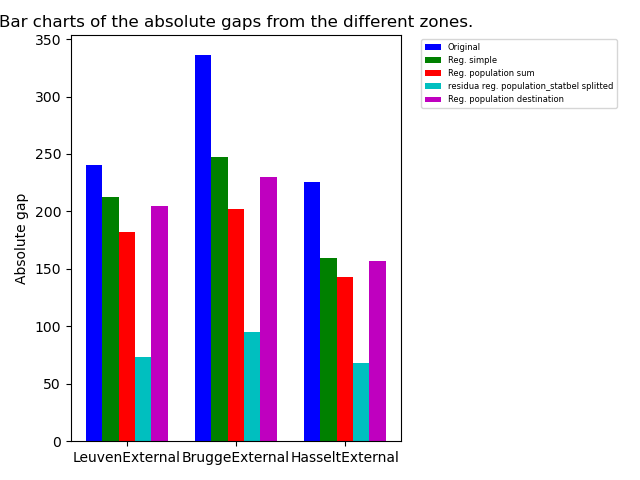 Bar charts of the absolute gaps from the different zones.
350
300
250
200
150
100
50
0
Absolute gap
LeuvenExternal BruggeExternal HasseltExternal
Original
Reg. simple
Reg. population sum
residua reg. population_statbel splitted
Reg. population destination